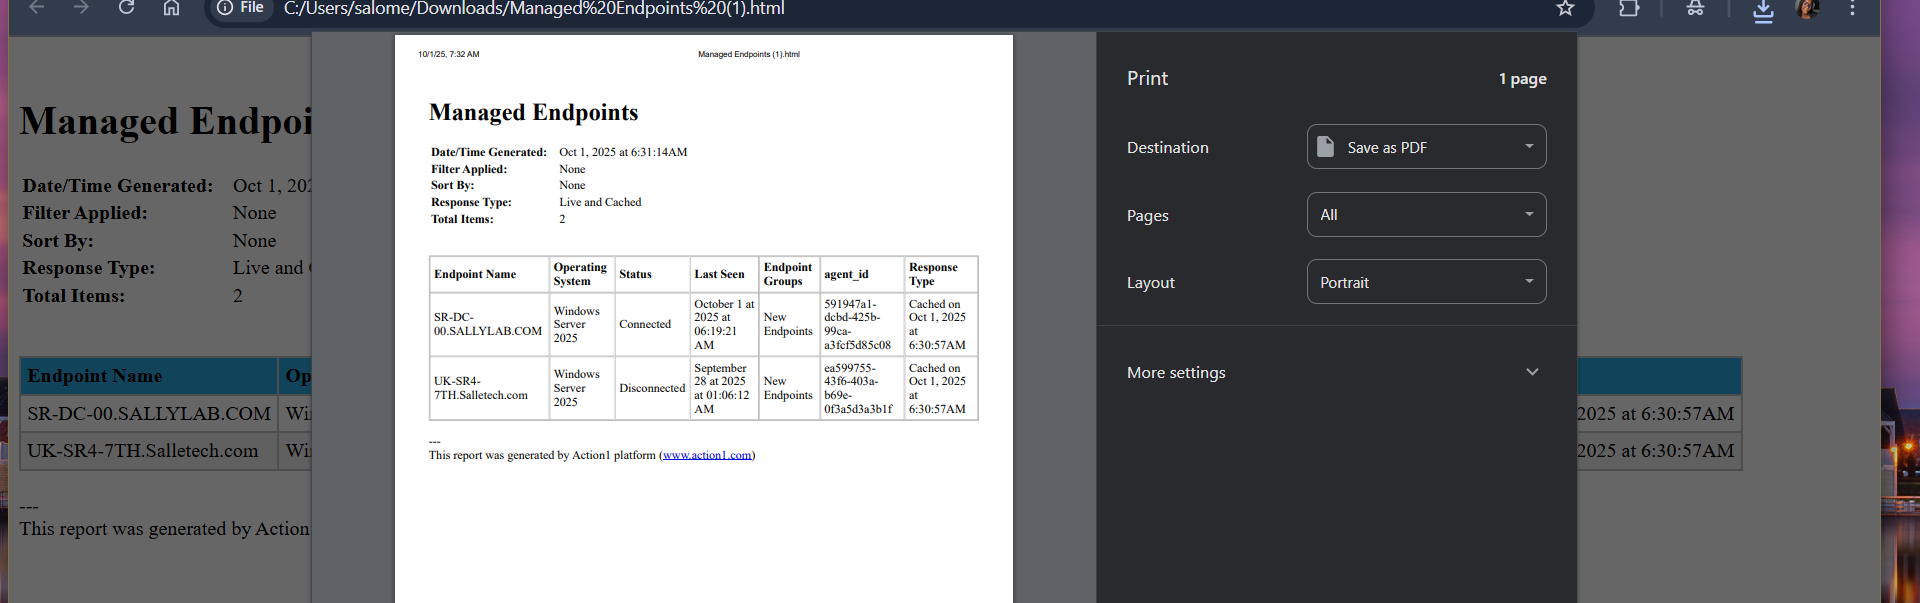 File C:/Users/salome/Downloads/Managed%20Endpoints%20(1).html
Managed Endpoi
Date/Time Generated: Oct 1, 202
Filter Applied: None
Sort By: None
Response Type: Live and
Total Items: 2
Endpoint Name Op
SR-DC-00.SALLYLAB.COM Wi
UK-SR4-7TH.Salletech.com Wi
---
This report was generated by Action
10/1/25, 7:32 AM Managed Endpoints (1).html
Managed Endpoints
Date/Time Generated: Oct 1, 2025 at 6:31:14AM
Filter Applied: None
Sort By: None
Response Type: Live and Cached
Total Items: 2
Endpoint Name Operating System Status Last Seen Endpoint Groups agent_id Response Type
SR-DC-00.SALLYLAB.COM Windows Server 2025 Connected October 1 at 2025 at 06:19:21 AM New Endpoints 591947a1-dcbd-425b-99ca-a3fcf5d85c08 Cached on Oct 1, 2025 at 6:30:57AM
UK-SR4-7TH.Salletech.com Windows Server 2025 Disconnected September 28 at 2025 at 01:06:12 AM New Endpoints ea599755-43f6-403a-b69e-0f3a5d3a3b1f Cached on Oct 1, 2025 at 6:30:57AM
---
This report was generated by Action1 platform (www.action1.com)
Print 1 page
Destination Save as PDF
Pages All
Layout Portrait
More settings
2025 at 6:30:57AM
2025 at 6:30:57AM